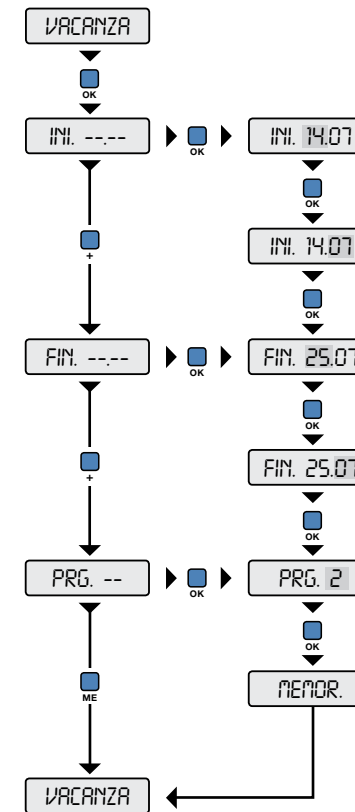 VACANZA
OK
INI. --.-- OK INI. 14.07
OK
+ INI. 14.07
OK
FIN. --.-- OK FIN. 25.07
OK
+ FIN. 25.07
OK
PRG. -- OK PRG. 2
OK
ME MEMOR.
VACANZA